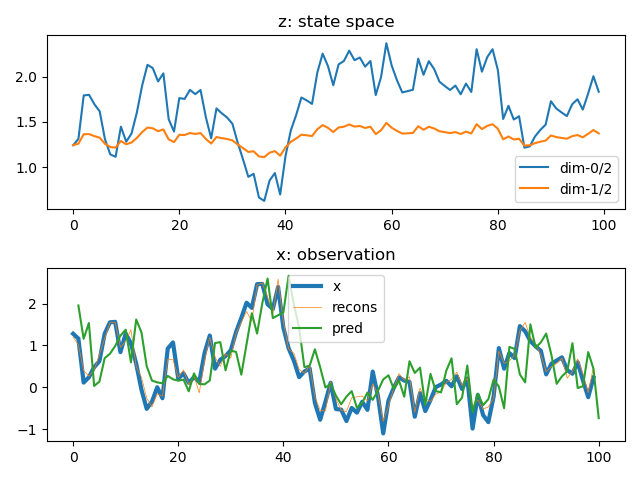 z: state space
2.0
1.5
1.0
dim-0/2
dim-1/2
0 20 40 60 80 100
x: observation
2
1
0
−1
x
recons
pred
0 20 40 60 80 100